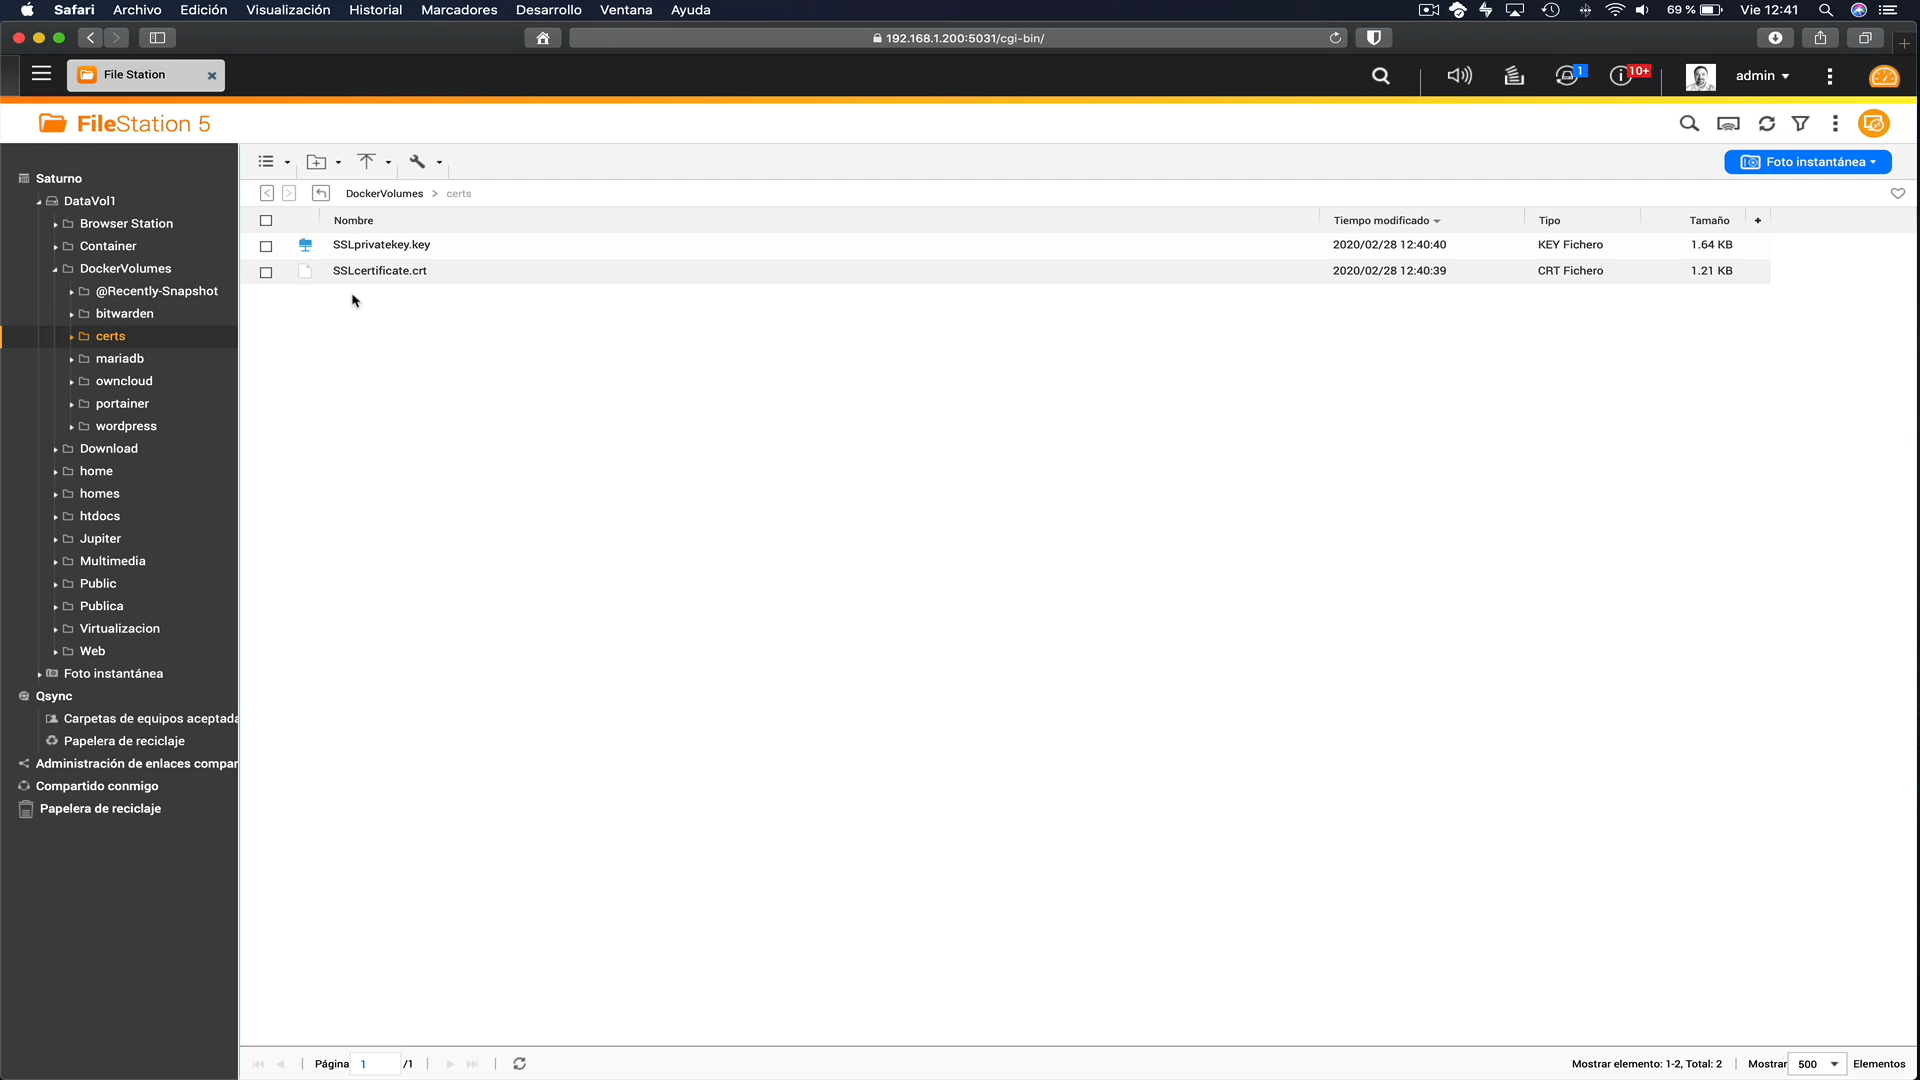 Safari Archivo Edición Visualización Historial Marcadores Desarrollo Ventana Ayuda 69 % Vie 12:41
192.168.1.200:5031/cgi-bin/
File Station 1 10+ admin
FileStation 5
Foto instantánea
DockerVolumes > certs
Nombre Tiempo modificado Tipo Tamaño +
SSLprivatekey.key 2020/02/28 12:40:40 KEY Fichero 1.64 KB
SSLcertificate.crt 2020/02/28 12:40:39 CRT Fichero 1.21 KB
Saturno
DataVol1
Browser Station
Container
DockerVolumes
@Recently-Snapshot
bitwarden
certs
mariadb
owncloud
portainer
wordpress
Download
home
homes
htdocs
Jupiter
Multimedia
Public
Publica
Virtualizacion
Web
Foto instantánea
Qsync
Carpetas de equipos aceptada
Papelera de reciclaje
Administración de enlaces compar
Compartido conmigo
Papelera de reciclaje
Página 1 /1 Mostrar elemento: 1-2, Total: 2 Mostrar 500 Elementos